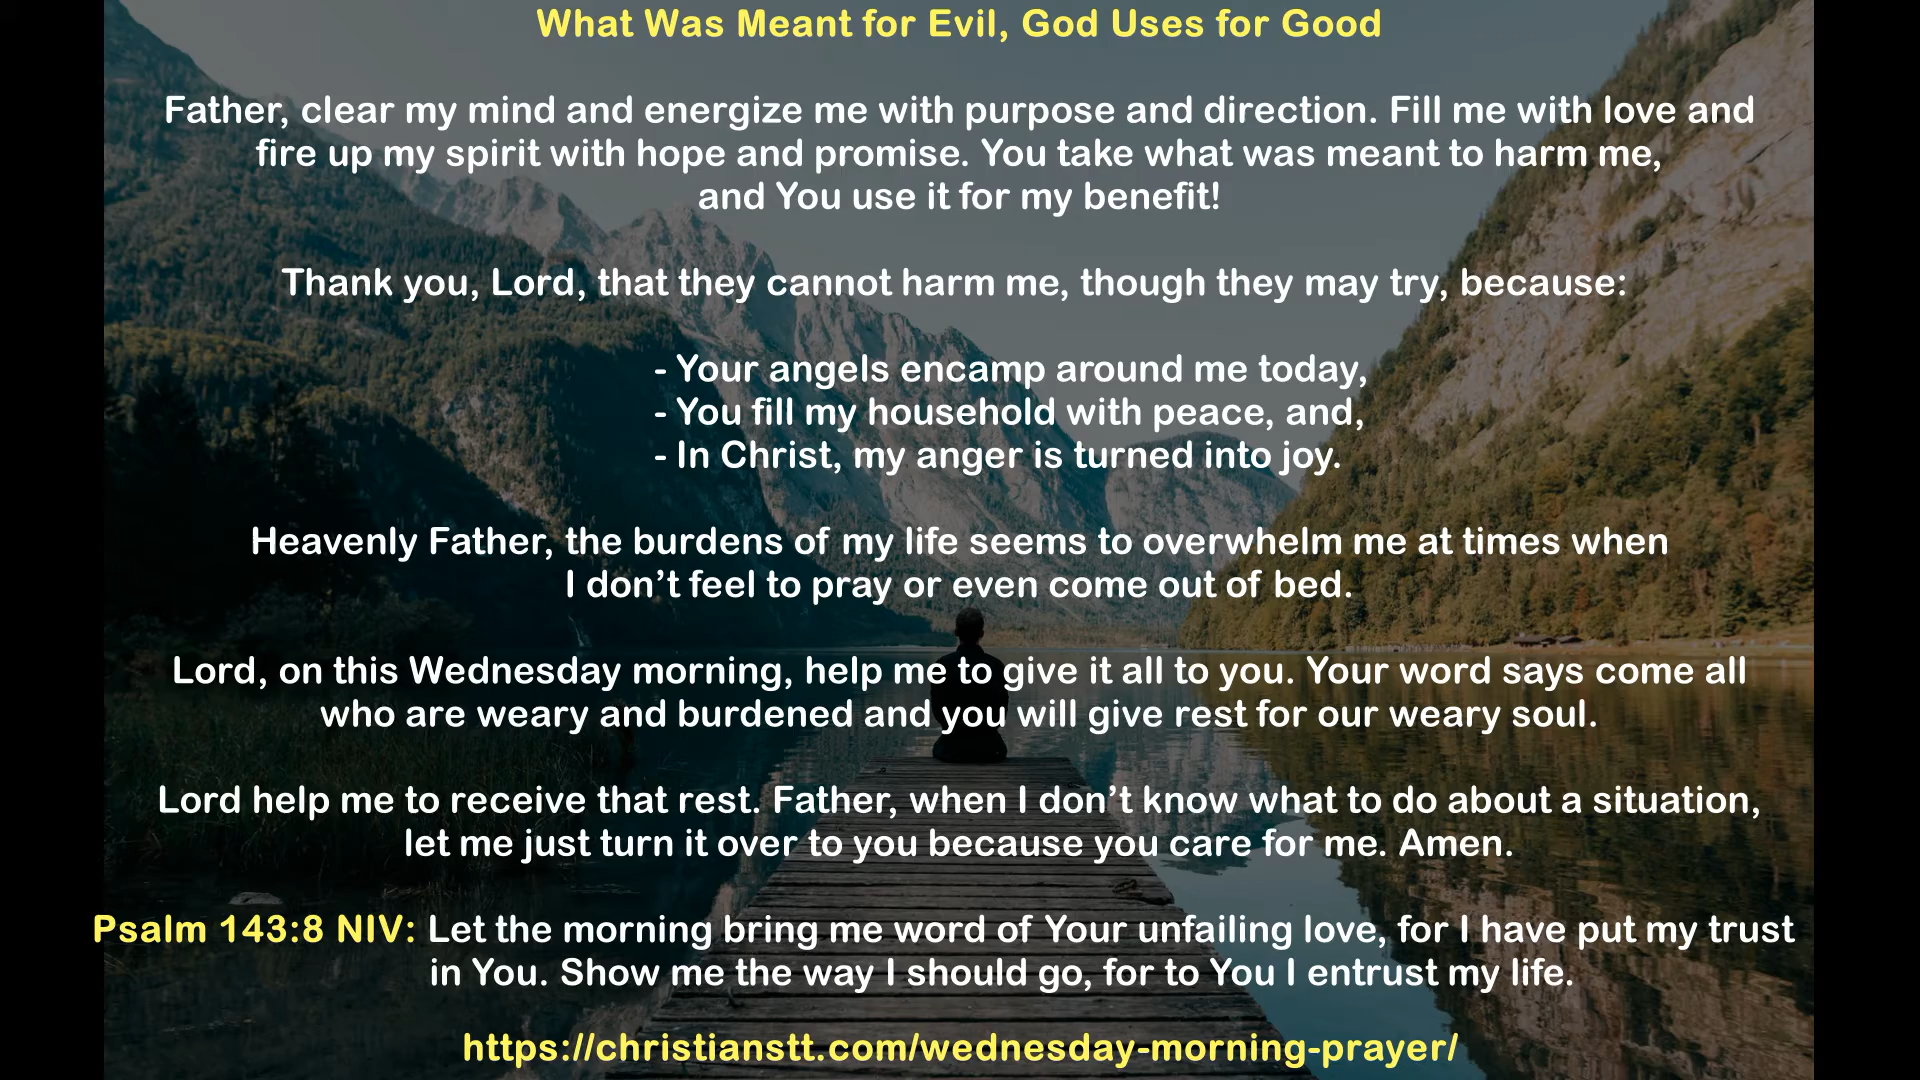 What Was Meant for Evil, God Uses for Good
Father, clear my mind and energize me with purpose and direction. Fill me with love and
fire up my spirit with hope and promise. You take what was meant to harm me,
and You use it for my benefit!
Thank you, Lord, that they cannot harm me, though they may try, because:
- Your angels encamp around me today,
- You fill my household with peace, and,
- In Christ, my anger is turned into joy.
Heavenly Father, the burdens of my life seems to overwhelm me at times when
I don’t feel to pray or even come out of bed.
Lord, on this Wednesday morning, help me to give it all to you. Your word says come all
who are weary and burdened and you will give rest for our weary soul.
Lord help me to receive that rest. Father, when I don’t know what to do about a situation,
let me just turn it over to you because you care for me. Amen.
Psalm 143:8 NIV: Let the morning bring me word of Your unfailing love, for I have put my trust
in You. Show me the way I should go, for to You I entrust my life.
https://christianstt.com/wednesday-morning-prayer/